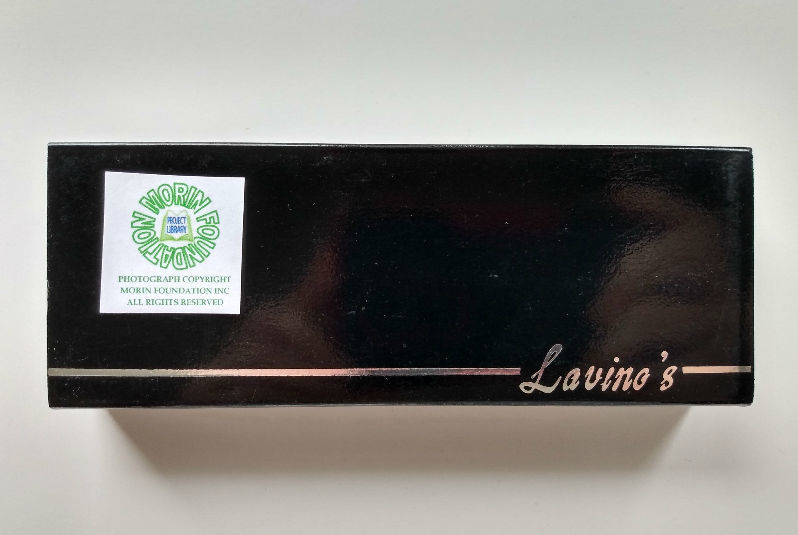 MORIN FOUNDATION
PROJECT
LIBRARY
PHOTOGRAPH COPYRIGHT
MORIN FOUNDATION INC
ALL RIGHTS RESERVED
Lavino's